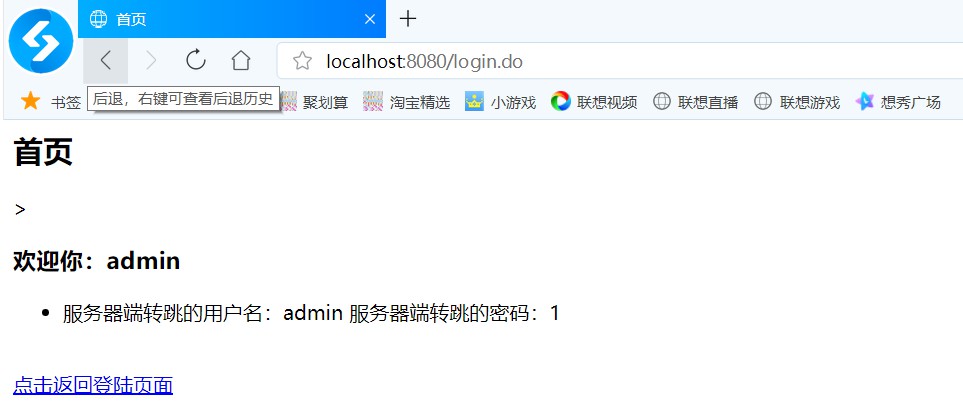 首页
localhost:8080/login.do
后退，右键可查看后退历史
书签 聚划算 淘宝精选 小游戏 联想视频 联想直播 联想游戏 想秀广场
首页
>
欢迎你：admin
服务器端转跳的用户名：admin 服务器端转跳的密码：1
点击返回登陆页面